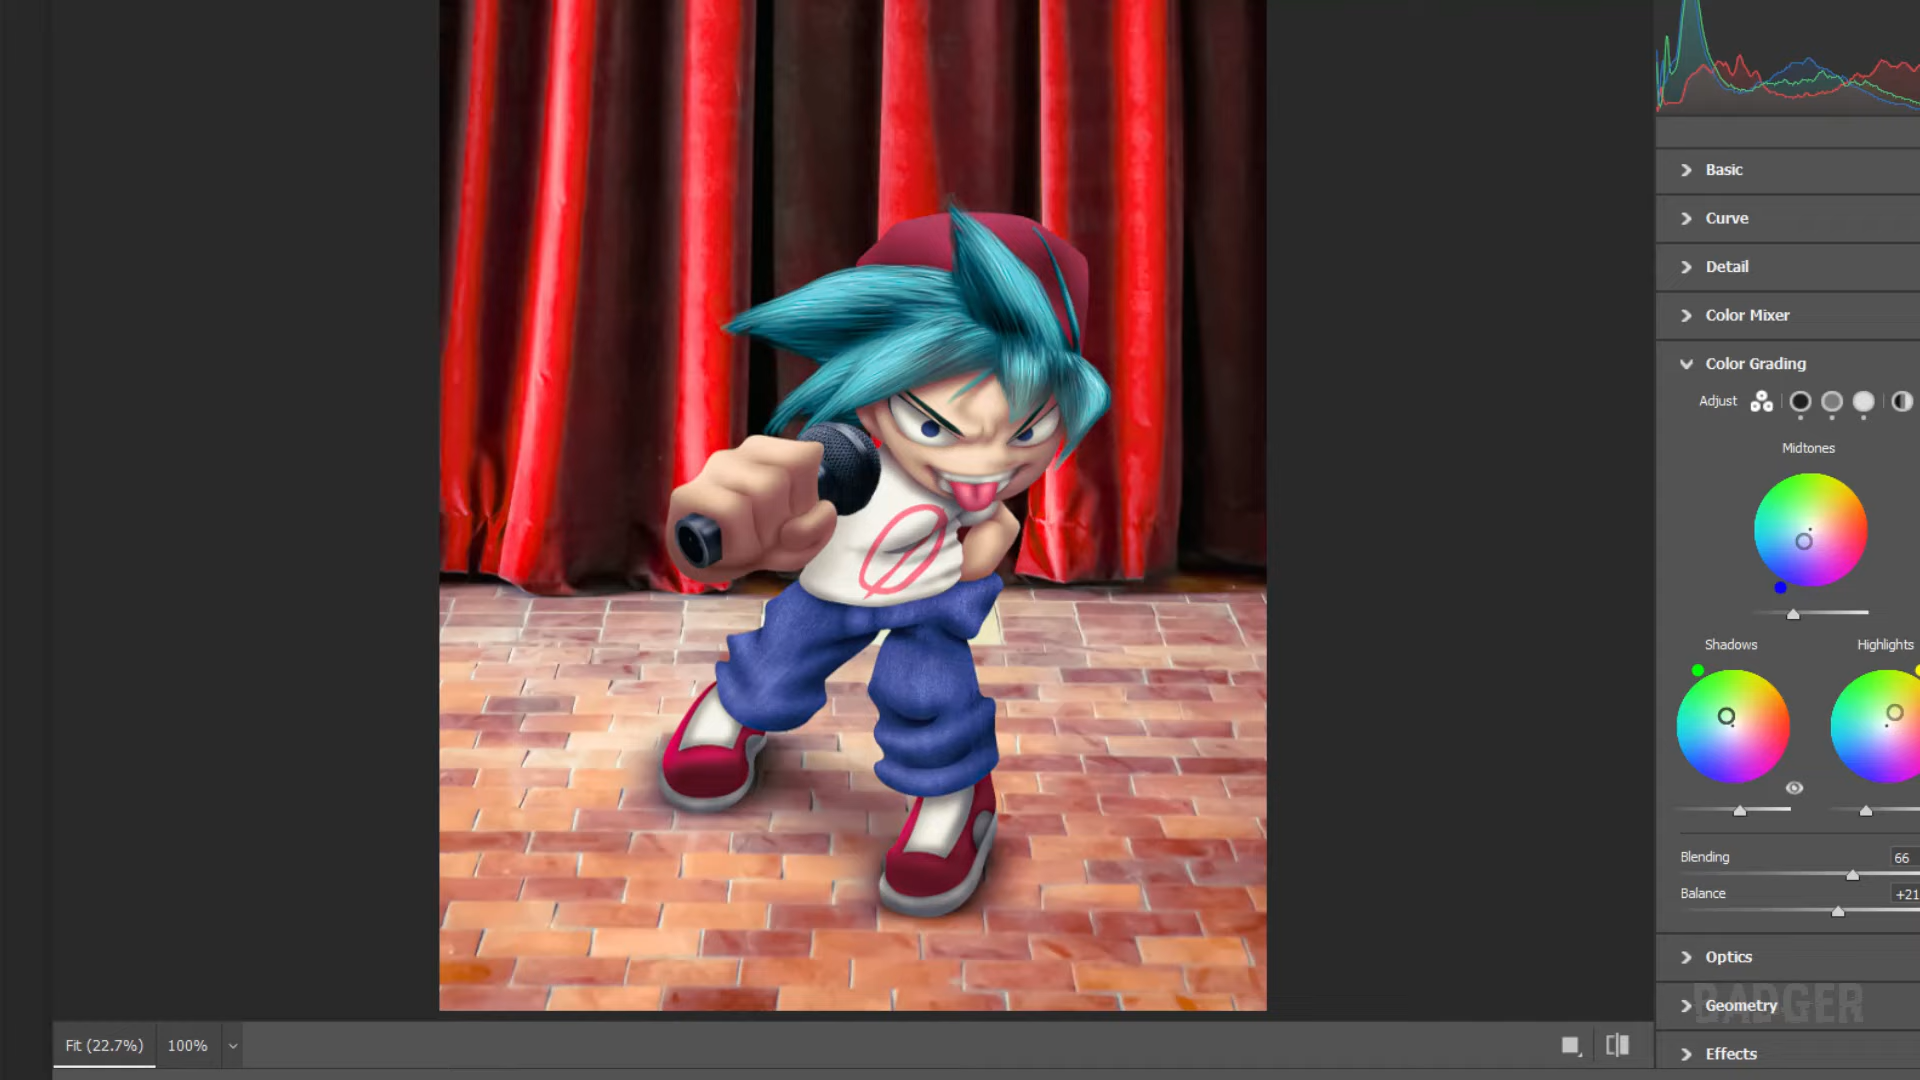 Basic
Curve
Detail
Color Mixer
Color Grading
Adjust
Midtones
Shadows
Highlights
Blending
66
Balance
+21
Optics
BADGER
Geometry
Effects
Fit (22.7%)
100%